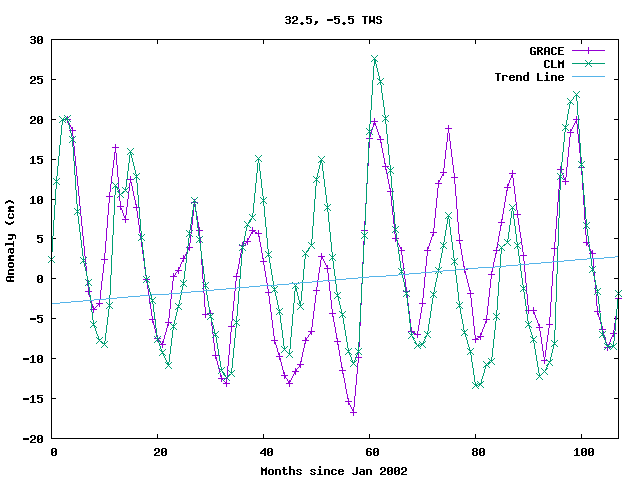 32.5, -5.5 TWS
GRACE
CLM
Trend Line
Anomaly (cm)
30
25
20
15
10
5
0
-5
-10
-15
-20
0 20 40 60 80 100
Months since Jan 2002